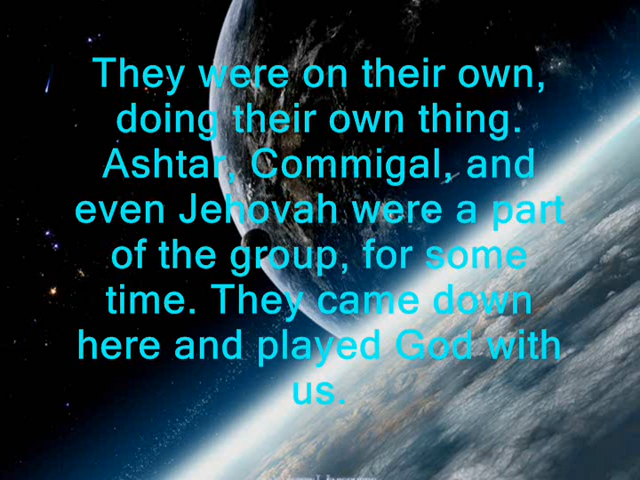 They were on their own,
doing their own thing.
Ashtar, Commigal, and
even Jehovah were a part
of the group, for some
time. They came down
here and played God with
us.